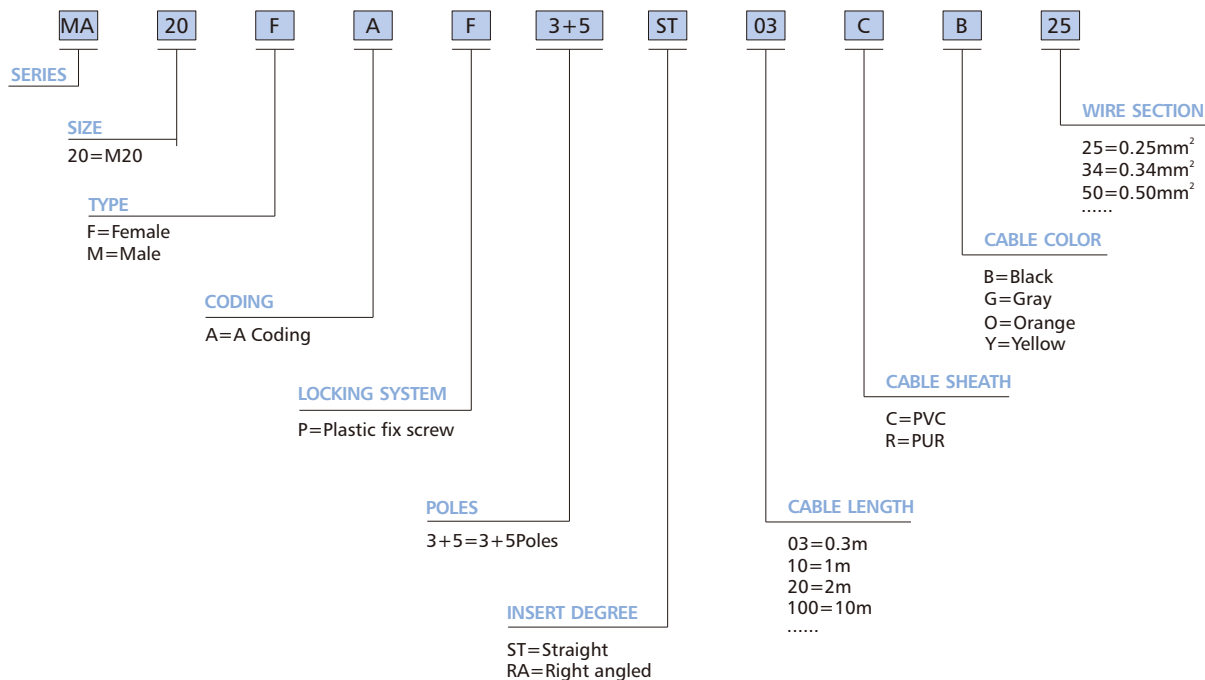 MA 20 F A F 3+5 ST 03 C B 25
SERIES
SIZE
20=M20
TYPE
F=Female
M=Male
CODING
A=A Coding
LOCKING SYSTEM
P=Plastic fix screw
POLES
3+5=3+5Poles
INSERT DEGREE
ST=Straight
RA=Right angled
CABLE LENGTH
03=0.3m
10=1m
20=2m
100=10m
......
CABLE SHEATH
C=PVC
R=PUR
CABLE COLOR
B=Black
G=Gray
O=Orange
Y=Yellow
WIRE SECTION
25=0.25mm²
34=0.34mm²
50=0.50mm²
......